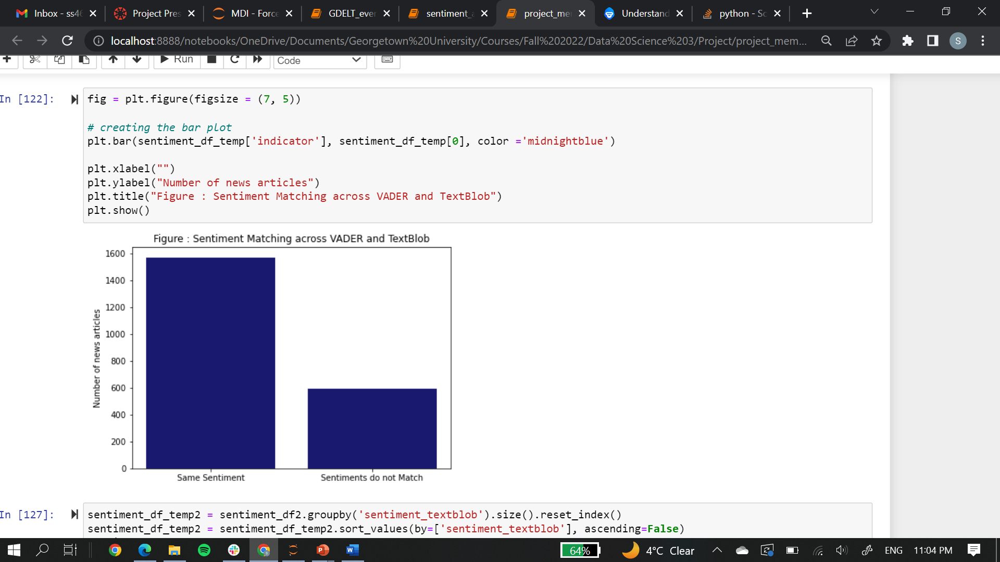 Inbox - ss46
Project Pres
MDI - Force
GDELT_ever
sentiment_a
project_mer
Understand
python - Sc
localhost:8888/notebooks/OneDrive/Documents/Georgetown%20University/Courses/Fall%202022/Data%20Science%203/Project/project_mem...
S
Run
Code
In [122]:
fig = plt.figure(figsize = (7, 5))
# creating the bar plot
plt.bar(sentiment_df_temp['indicator'], sentiment_df_temp[0], color ='midnightblue')
plt.xlabel("")
plt.ylabel("Number of news articles")
plt.title("Figure : Sentiment Matching across VADER and TextBlob")
plt.show()
Figure : Sentiment Matching across VADER and TextBlob
1600
1400
1200
1000
800
600
400
200
0
Number of news articles
Same Sentiment
Sentiments do not Match
In [127]:
sentiment_df_temp2 = sentiment_df2.groupby('sentiment_textblob').size().reset_index()
sentiment_df_temp2 = sentiment_df_temp2.sort_values(by=['sentiment_textblob'], ascending=False)
64%
4°C Clear
ENG
11:04 PM